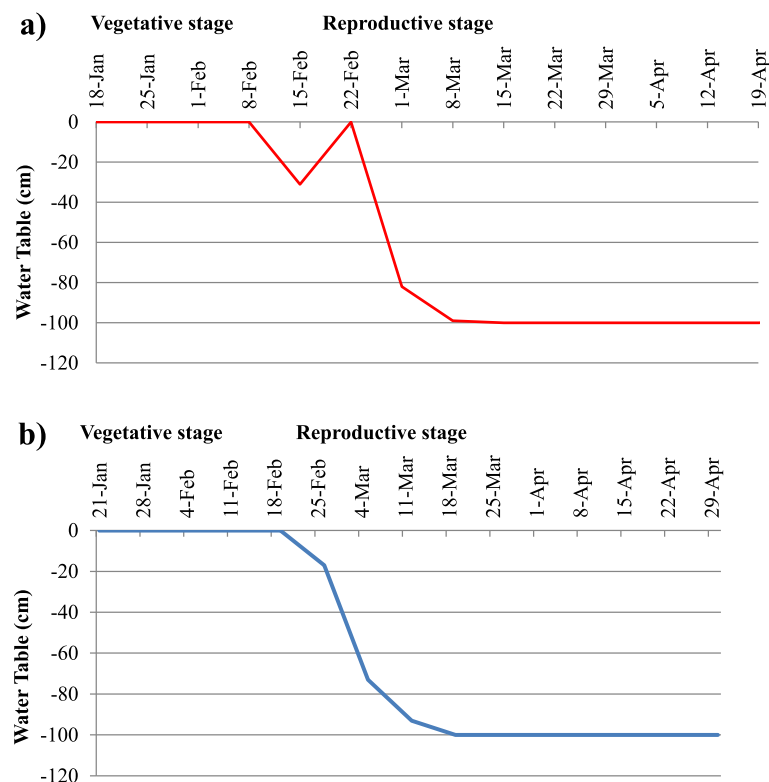 a)
Vegetative stage Reproductive stage
18-Jan 25-Jan 1-Feb 8-Feb 15-Feb 22-Feb 1-Mar 8-Mar 15-Mar 22-Mar 29-Mar 5-Apr 12-Apr 19-Apr
Water Table (cm)
0
-20
-40
-60
-80
-100
-120
b)
Vegetative stage Reproductive stage
21-Jan 28-Jan 4-Feb 11-Feb 18-Feb 25-Feb 4-Mar 11-Mar 18-Mar 25-Mar 1-Apr 8-Apr 15-Apr 22-Apr 29-Apr
Water Table (cm)
0
-20
-40
-60
-80
-100
-120